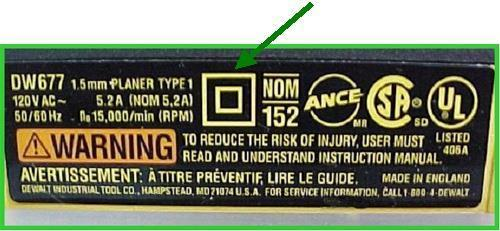 DW677 1.5mm PLANER TYPE 1
120V AC~ 5.2A (NOM 5,2A)
50/60 Hz n₀15,000/min (RPM)
NOM
152
ANCE
MR
SA
SD
UL
LISTED
406A
WARNING TO REDUCE THE RISK OF INJURY, USER MUST
READ AND UNDERSTAND INSTRUCTION MANUAL.
AVERTISSEMENT: À TITRE PRÉVENTIF, LIRE LE GUIDE. MADE IN ENGLAND
DEWALT INDUSTRIAL TOOL CO., HAMPSTEAD, MD 21074 U.S.A. FOR SERVICE INFORMATION, CALL 1-800-4-DEWALT